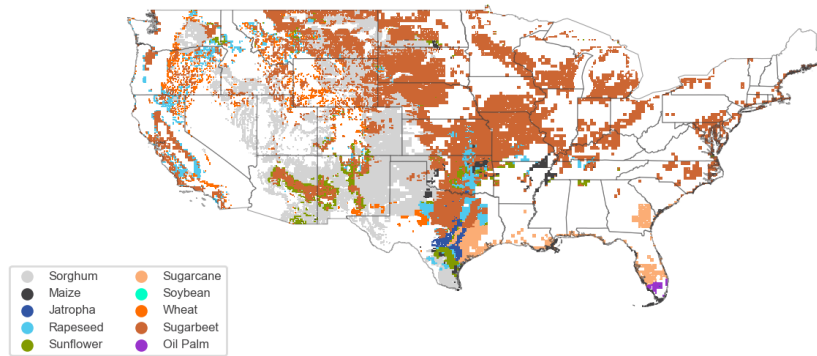 Sorghum
Maize
Jatropha
Rapeseed
Sunflower
Sugarcane
Soybean
Wheat
Sugarbeet
Oil Palm